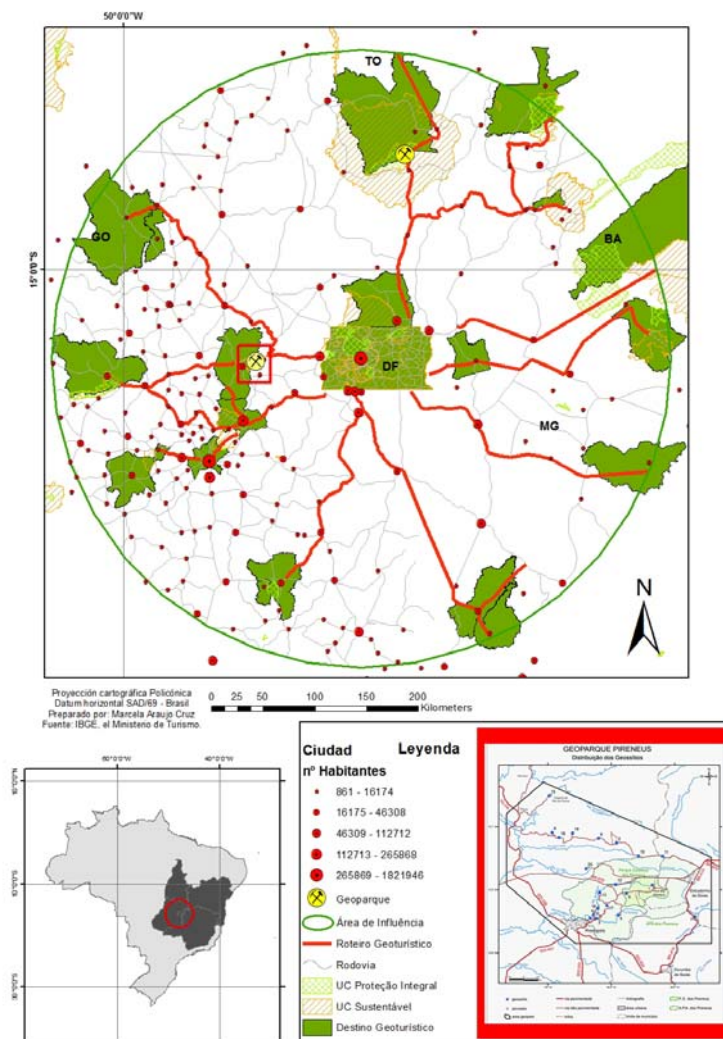 50°0'0"W
TO
GO
BA
15°0'0"S
DF
MG
N
Proyección cartográfica Policónica
Datum horizontal SAD/69 - Brasil
Preparado por: Marcela Araujo Cruz
Fuente: IBGE, el Ministerio de Turismo.
0 25 50 100 150 200
Kilometers
Ciudad Leyenda
nº Habitantes
861 - 16174
16175 - 46308
46309 - 112712
112713 - 265868
265869 - 1821946
Geoparque
Área de Influência
Roteiro Geoturístico
Rodovia
UC Proteção Integral
UC Sustentável
Destino Geoturístico
GEOPARQUE PIRENEUS
Distribuição dos Geossítios